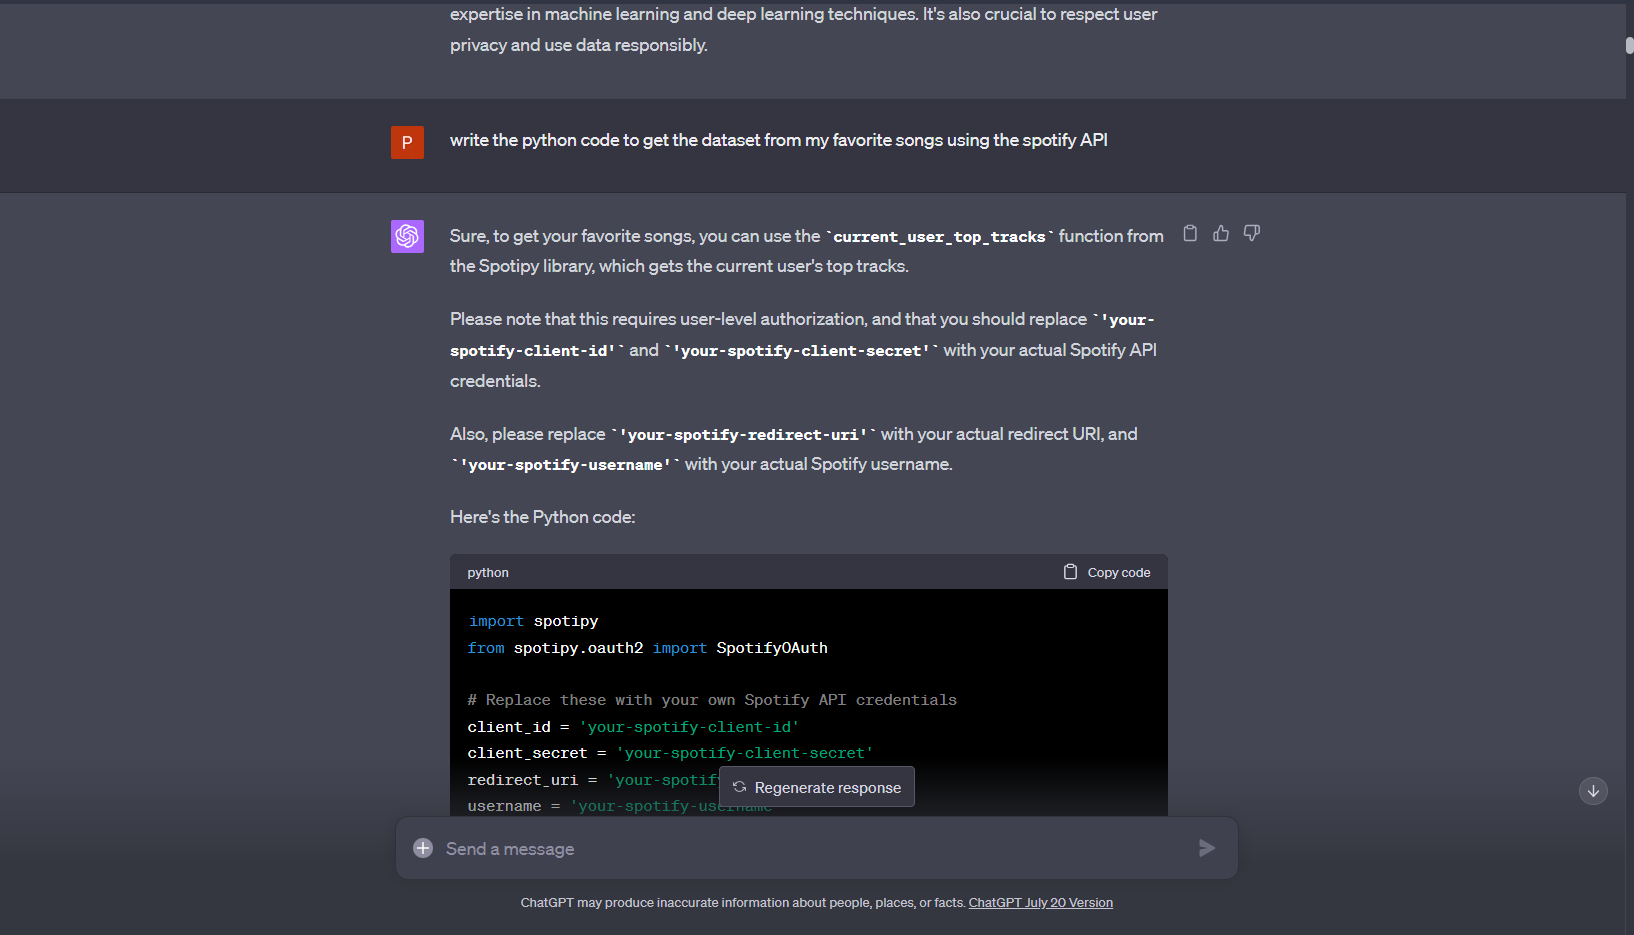 expertise in machine learning and deep learning techniques. It's also crucial to respect user
privacy and use data responsibly.
P
write the python code to get the dataset from my favorite songs using the spotify API
Sure, to get your favorite songs, you can use the `current_user_top_tracks` function from
the Spotipy library, which gets the current user's top tracks.
Please note that this requires user-level authorization, and that you should replace `'your-
spotify-client-id'` and `'your-spotify-client-secret'` with your actual Spotify API
credentials.
Also, please replace `'your-spotify-redirect-uri'` with your actual redirect URI, and
`'your-spotify-username'` with your actual Spotify username.
Here's the Python code:
python
Copy code
import spotipy
from spotipy.oauth2 import SpotifyOAuth
# Replace these with your own Spotify API credentials
client_id = 'your-spotify-client-id'
client_secret = 'your-spotify-client-secret'
redirect_uri = 'your-spotif
Regenerate response
username = 'your-spotify-username
Send a message
ChatGPT may produce inaccurate information about people, places, or facts. ChatGPT July 20 Version